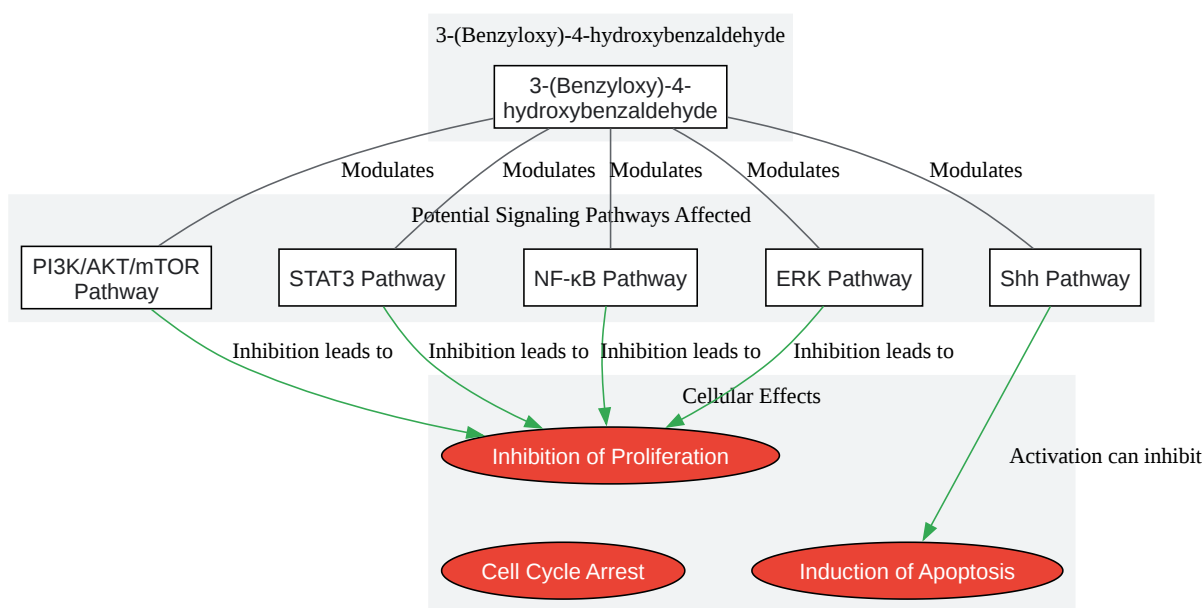 3-(Benzyloxy)-4-hydroxybenzaldehyde
3-(Benzyloxy)-4-
hydroxybenzaldehyde
Modulates
Modulates
Modulates
Modulates
Modulates
Potential Signaling Pathways Affected
PI3K/AKT/mTOR
Pathway
STAT3 Pathway
NF-κB Pathway
ERK Pathway
Shh Pathway
Inhibition leads to
Inhibition leads to
Inhibition leads to
Inhibition leads to
Cellular Effects
Inhibition of Proliferation
Activation can inhibit
Cell Cycle Arrest
Induction of Apoptosis